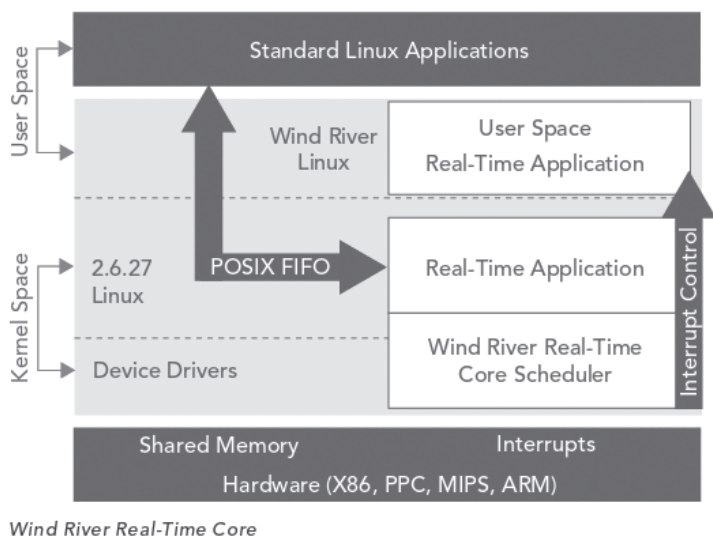 Standard Linux Applications
User Space
Wind River
Linux
User Space
Real-Time Application
Kernel Space
2.6.27
Linux
POSIX FIFO
Real-Time Application
Interrupt Control
Device Drivers
Wind River Real-Time
Core Scheduler
Shared Memory
Interrupts
Hardware (X86, PPC, MIPS, ARM)
Wind River Real-Time Core